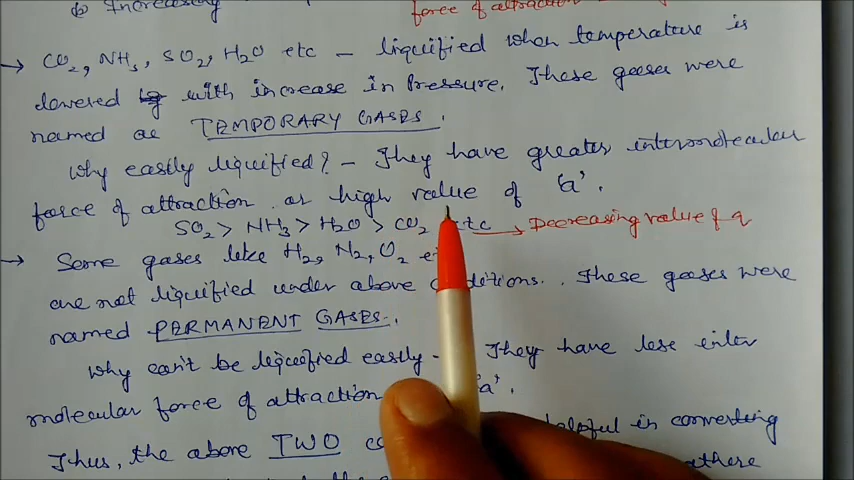 (b) Increasing
force of attraction
→ CO2, NH3, SO2, H2O etc – liquified when temperature is
lowered with increase in Pressure. These gases were
named as TEMPORARY GASES.
Why easily liquified? – They have greater intermolecular
force of attraction or high value of 'a'.
SO2 > NH3 > H2O > CO2 etc → Decreasing value of a
→ Some gases like H2, N2, O2
are not liquified under above conditions. These gases were
named PERMANENT GASES.
Why can't be liquefied easily – They have less inter
molecular force of attraction 'a'.
Thus, the above TWO helpful in converting